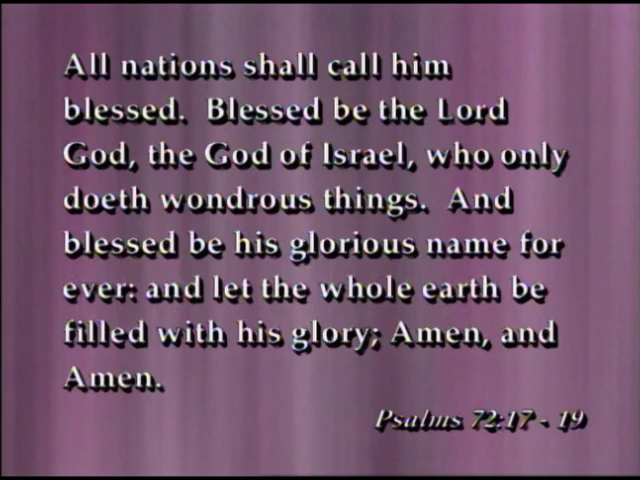 All nations shall call him
blessed.  Blessed be the Lord
God, the God of Israel, who only
doeth wondrous things.  And
blessed be his glorious name for
ever: and let the whole earth be
filled with his glory; Amen, and
Amen.
Psalms 72:17 - 19